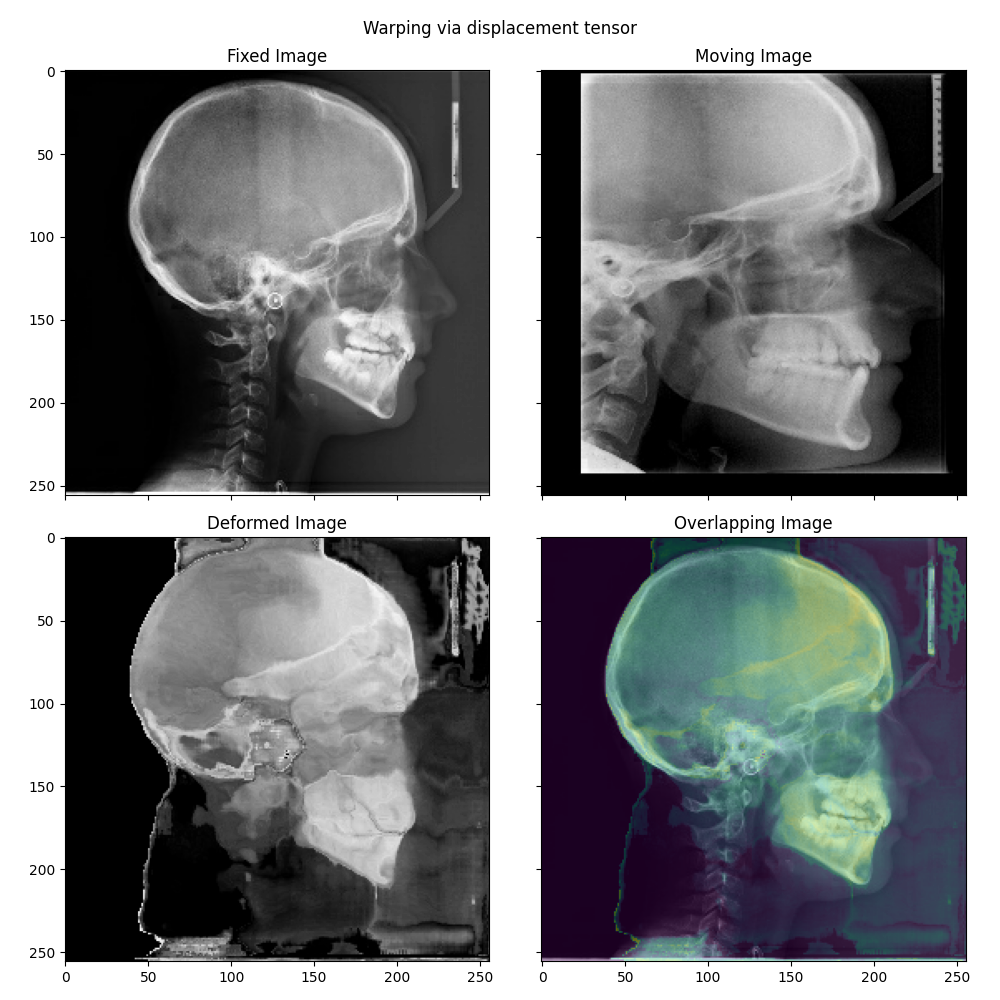 Warping via displacement tensor
Fixed Image
Moving Image
0
50
100
150
200
250
Deformed Image
Overlapping Image
0
50
100
150
200
250
0 50 100 150 200 250
0 50 100 150 200 250